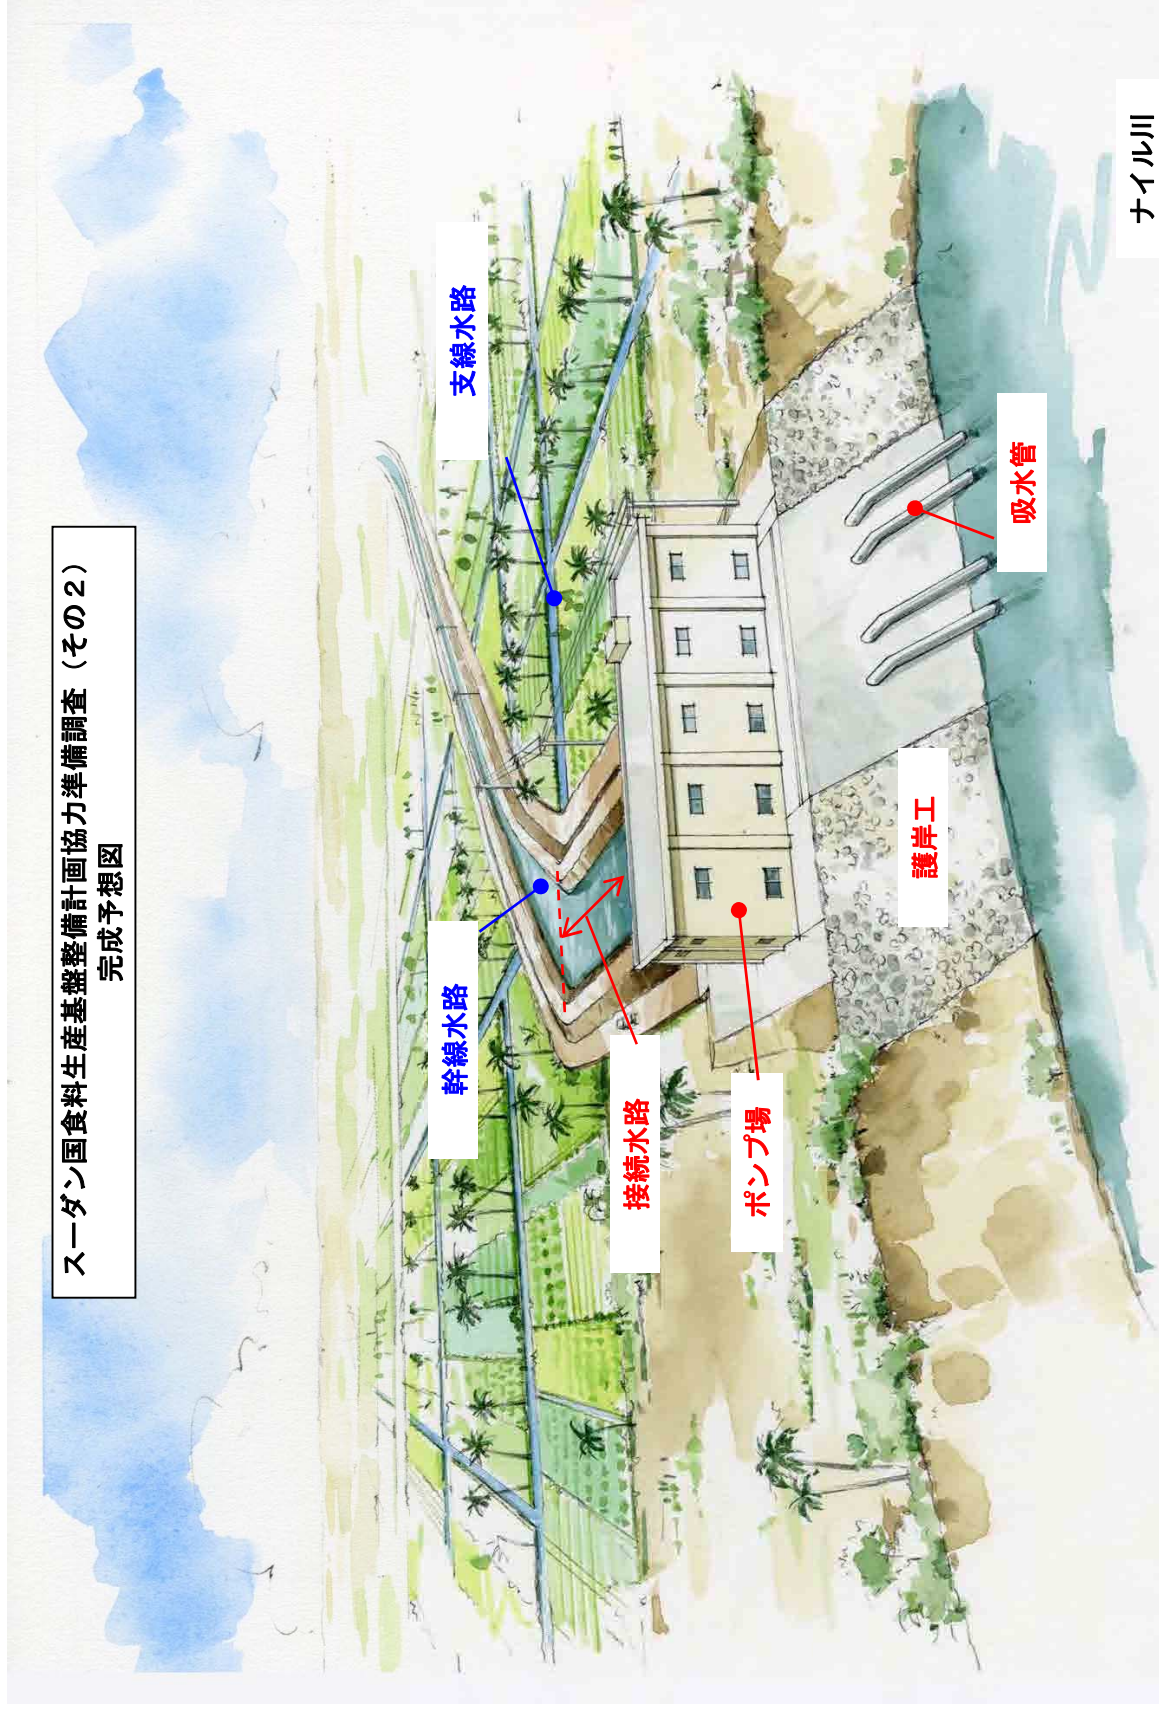 スーダン国食料生産基盤整備計画協力準備調査（その２）
完成予想図
支線水路
幹線水路
接続水路
ポンプ場
護岸工
吸水管
ナイル川